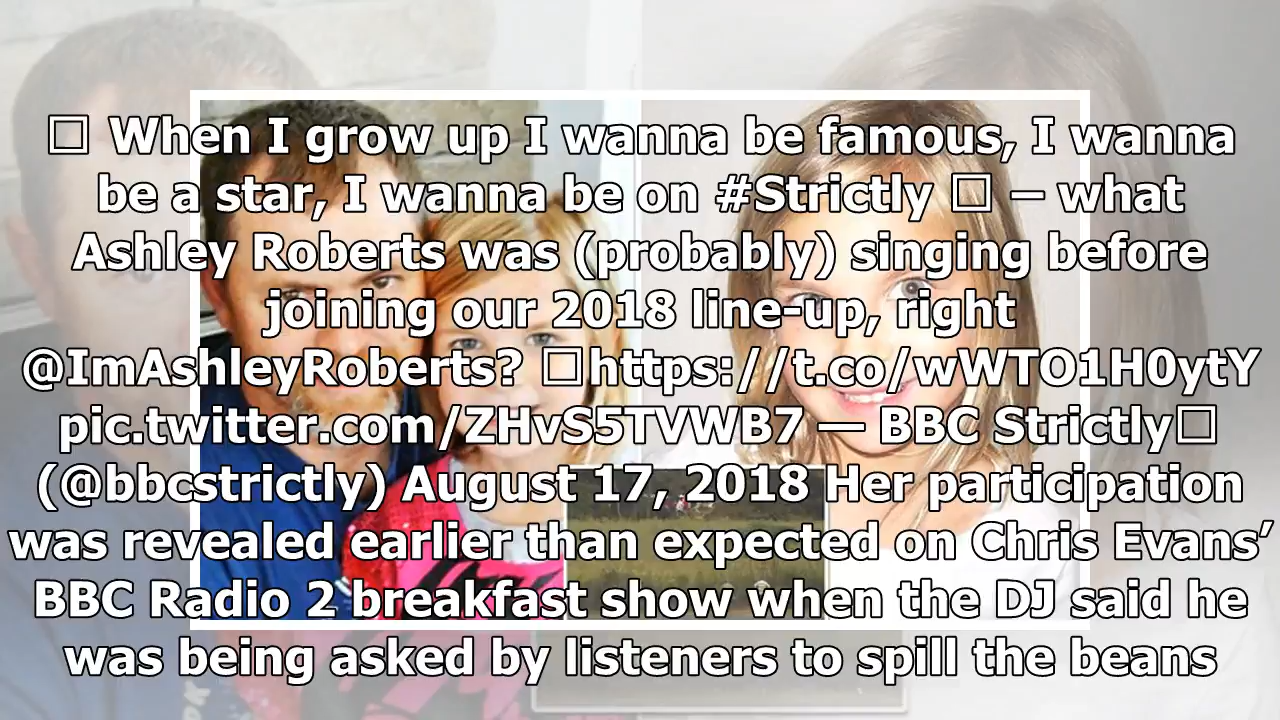 □ When I grow up I wanna be famous, I wanna
be a star, I wanna be on #Strictly □ – what
Ashley Roberts was (probably) singing before
joining our 2018 line-up, right
@ImAshleyRoberts? □https://t.co/wWTO1H0ytY
pic.twitter.com/ZHvS5TVWB7 — BBC Strictly□
(@bbcstrictly) August 17, 2018 Her participation
was revealed earlier than expected on Chris Evans’
BBC Radio 2 breakfast show when the DJ said he
was being asked by listeners to spill the beans